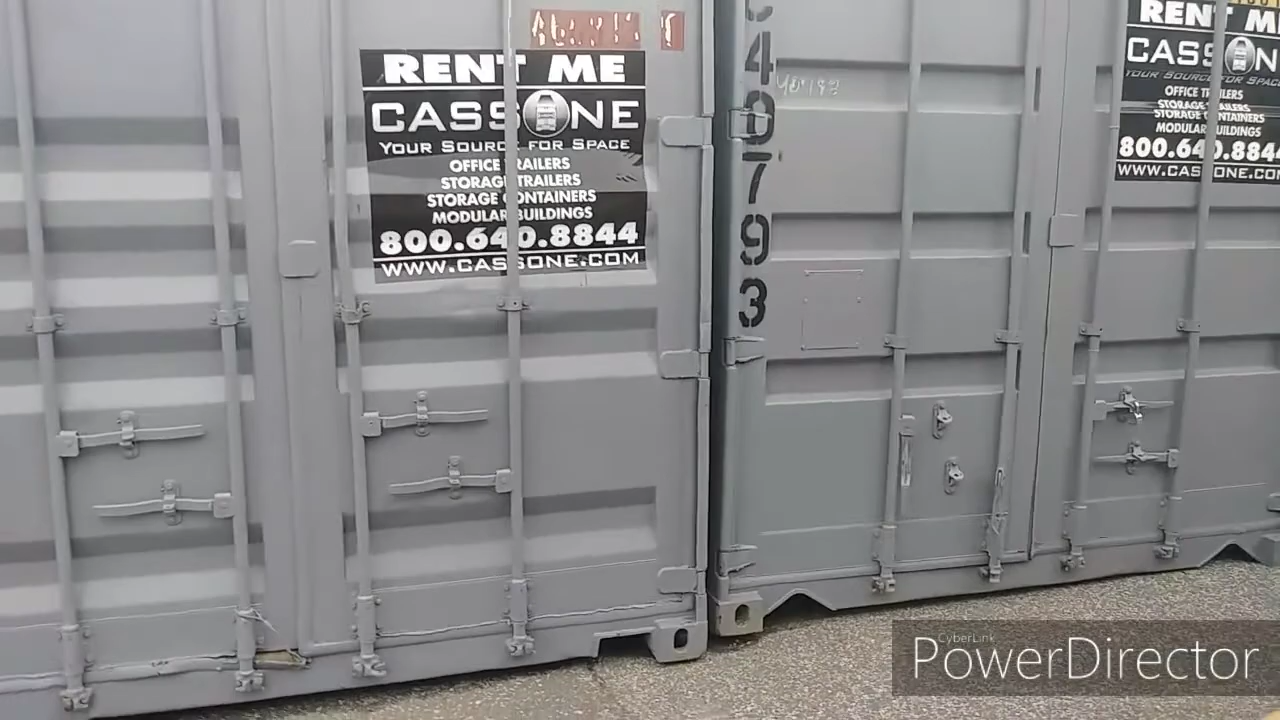 RENT ME
CASSONE
YOUR SOURCE FOR SPACE
OFFICE TRAILERS
STORAGE TRAILERS
STORAGE CONTAINERS
MODULAR BUILDINGS
800.640.8844
WWW.CASSONE.COM
40793
RENT ME
CASSONE
YOUR SOURCE FOR SPACE
OFFICE TRAILERS
STORAGE TRAILERS
STORAGE CONTAINERS
MODULAR BUILDINGS
800.640.8844
WWW.CASSONE.COM
CyberLink
PowerDirector